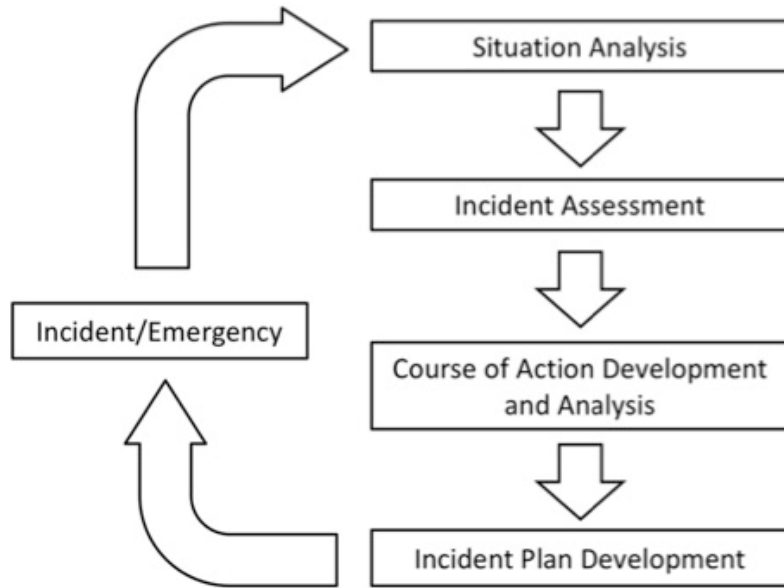 Situation Analysis
Incident Assessment
Incident/Emergency
Course of Action Development
and Analysis
Incident Plan Development